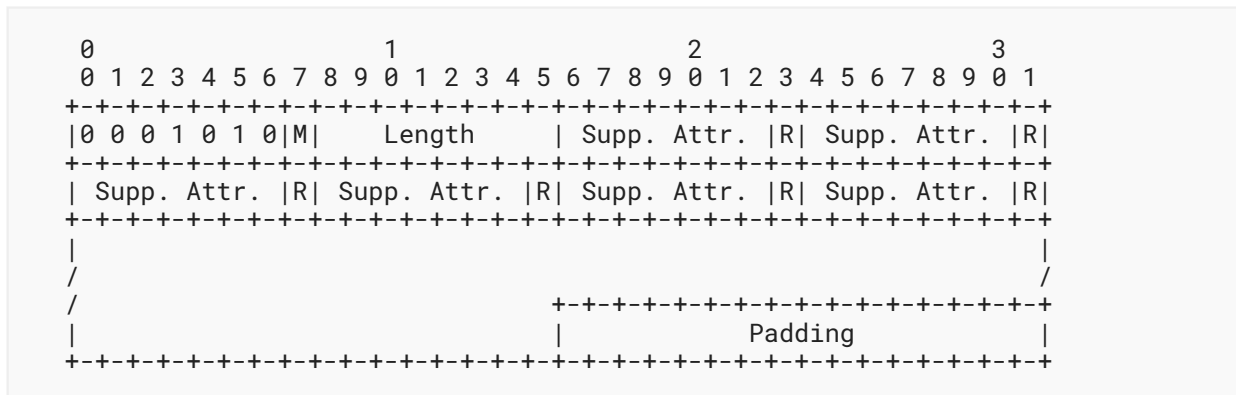 0                   1                   2                   3
 0 1 2 3 4 5 6 7 8 9 0 1 2 3 4 5 6 7 8 9 0 1 2 3 4 5 6 7 8 9 0 1
+-+-+-+-+-+-+-+-+-+-+-+-+-+-+-+-+-+-+-+-+-+-+-+-+-+-+-+-+-+-+-+-+
|0 0 0 1 0 1 0|M|    Length     | Supp. Attr. |R| Supp. Attr. |R|
+-+-+-+-+-+-+-+-+-+-+-+-+-+-+-+-+-+-+-+-+-+-+-+-+-+-+-+-+-+-+-+-+
| Supp. Attr. |R| Supp. Attr. |R| Supp. Attr. |R| Supp. Attr. |R|
+-+-+-+-+-+-+-+-+-+-+-+-+-+-+-+-+-+-+-+-+-+-+-+-+-+-+-+-+-+-+-+-+
|                                                               |
/                                                               /
/                               +-+-+-+-+-+-+-+-+-+-+-+-+-+-+-+-+
|                               |            Padding            |
+-+-+-+-+-+-+-+-+-+-+-+-+-+-+-+-+-+-+-+-+-+-+-+-+-+-+-+-+-+-+-+-+